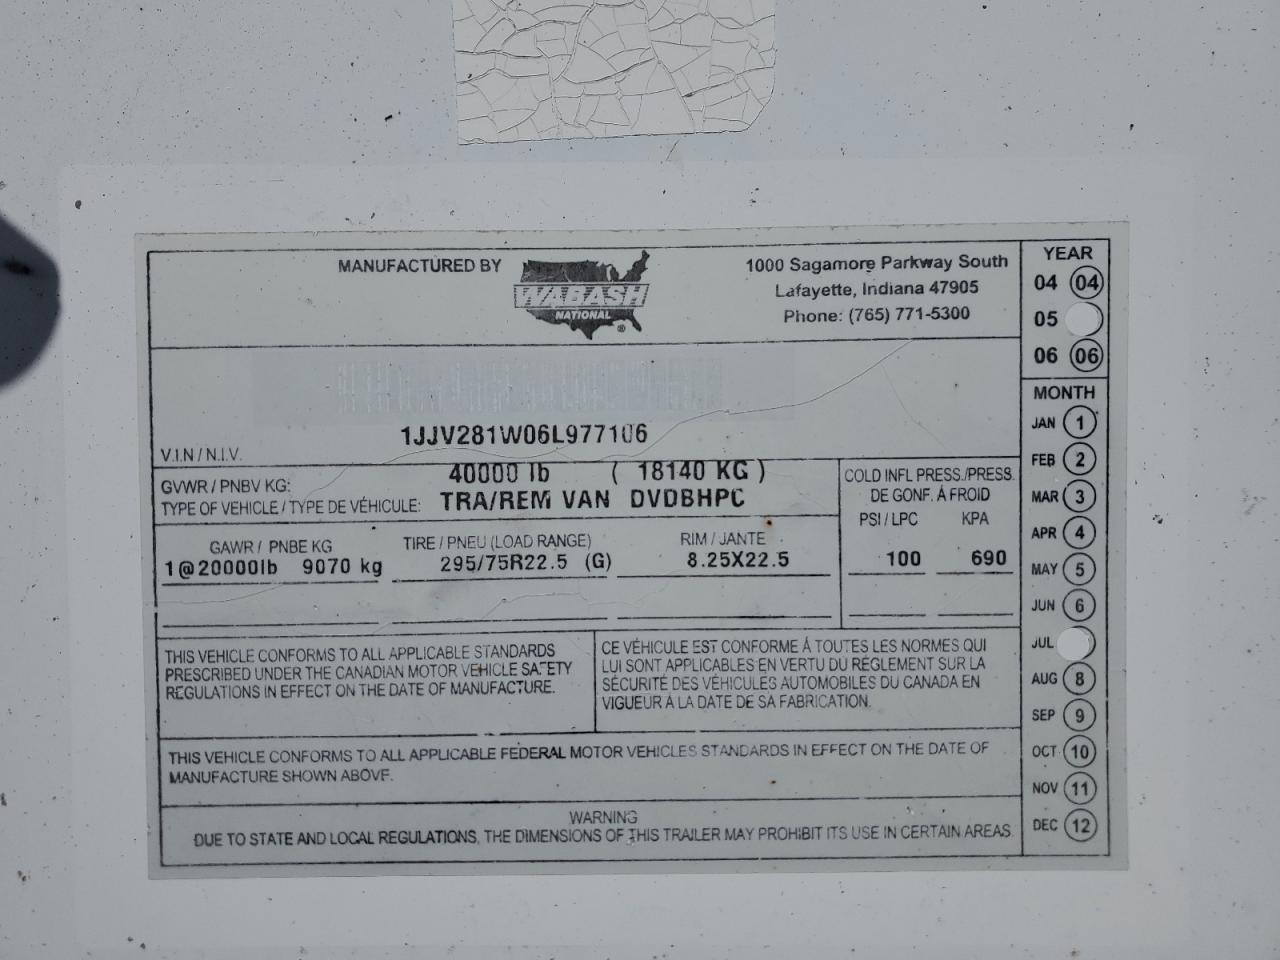 MANUFACTURED BY
WABASH
NATIONAL
®
1000 Sagamore Parkway South
Lafayette, Indiana 47905
Phone: (765) 771-5300
1JJV281W06L977106
V.I.N / N.I.V.
GVWR / PNBV KG: 40000 lb ( 18140 KG )
TYPE OF VEHICLE / TYPE DE VÉHICULE: TRA/REM VAN DVDBHPC
GAWR / PNBE KG TIRE / PNEU (LOAD RANGE) RIM / JANTE
1@20000lb 9070 kg 295/75R22.5 (G) 8.25X22.5
COLD INFL PRESS./PRESS.
DE GONF. À FROID
PSI / LPC KPA
100 690
THIS VEHICLE CONFORMS TO ALL APPLICABLE STANDARDS
PRESCRIBED UNDER THE CANADIAN MOTOR VEHICLE SAFETY
REGULATIONS IN EFFECT ON THE DATE OF MANUFACTURE.
CE VÉHICULE EST CONFORME À TOUTES LES NORMES QUI
LUI SONT APPLICABLES EN VERTU DU RÉGLEMENT SUR LA
SÉCURITÉ DES VÉHICULES AUTOMOBILES DU CANADA EN
VIGUEUR À LA DATE DE SA FABRICATION.
THIS VEHICLE CONFORMS TO ALL APPLICABLE FEDERAL MOTOR VEHICLES STANDARDS IN EFFECT ON THE DATE OF
MANUFACTURE SHOWN ABOVE.
WARNING
DUE TO STATE AND LOCAL REGULATIONS, THE DIMENSIONS OF THIS TRAILER MAY PROHIBIT ITS USE IN CERTAIN AREAS.
YEAR
04 04
05
06 06
MONTH
JAN 1
FEB 2
MAR 3
APR 4
MAY 5
JUN 6
JUL
AUG 8
SEP 9
OCT 10
NOV 11
DEC 12